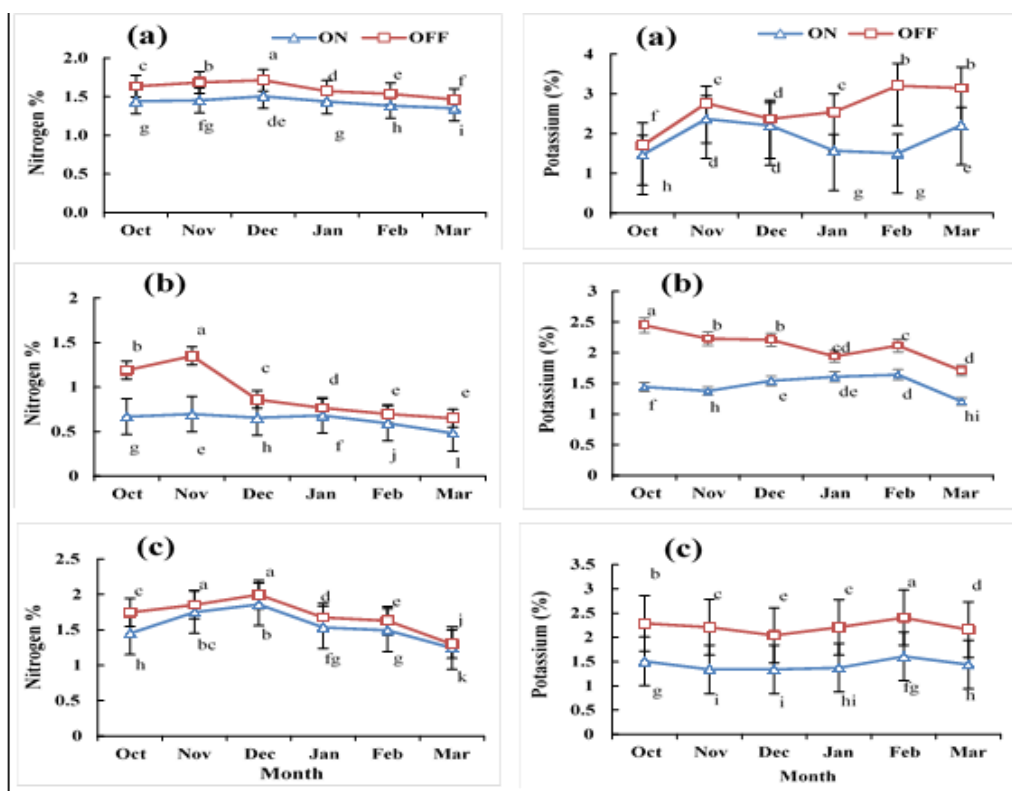 (a)
ON OFF
Nitrogen %
2.0
1.5
1.0
0.5
0.0
c b a d e f
g fg de g h i
Oct Nov Dec Jan Feb Mar
(a)
ON OFF
Potassium (%)
4
3
2
1
0
f c d c b b
h d d g g e
Oct Nov Dec Jan Feb Mar
(b)
Nitrogen %
2
1.5
1
0.5
0
b a c d e e
g e h f j l
Oct Nov Dec Jan Feb Mar
(b)
Potassium (%)
3
2.5
2
1.5
1
0.5
0
a b b cd c d
f h e de d hi
Oct Nov Dec Jan Feb Mar
(c)
Nitrogen %
2.5
2
1.5
1
0.5
0
c a a d e j
h bc b fg g k
Oct Nov Dec Jan Feb Mar
Month
(c)
Potassium (%)
3.5
3
2.5
2
1.5
1
0.5
0
b c e c a d
g i i hi fg h
Oct Nov Dec Jan Feb Mar
Month